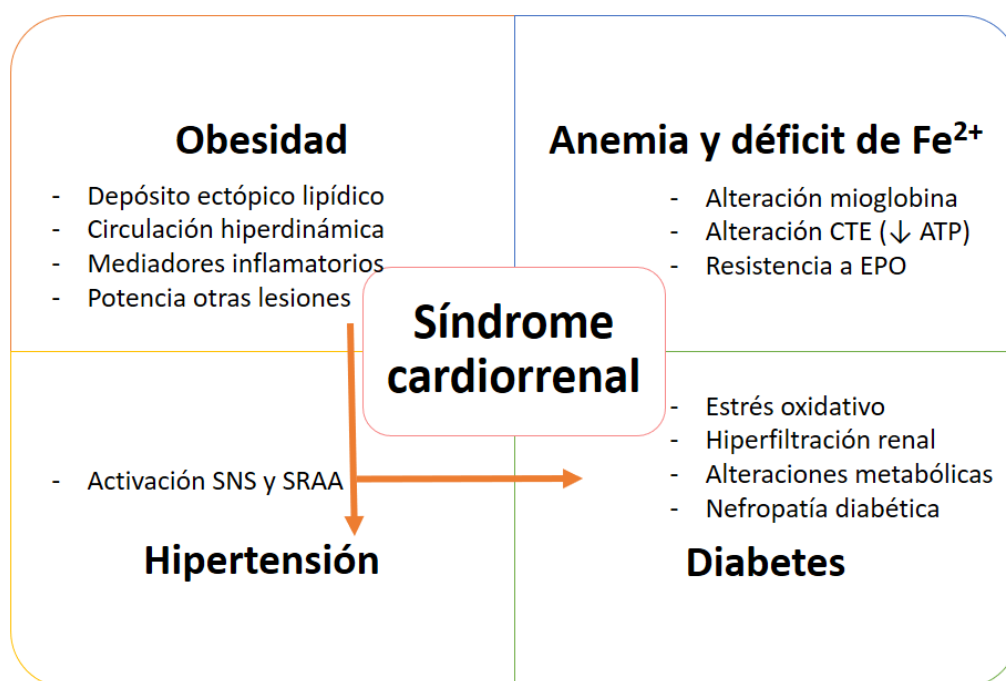 Obesidad
- Depósito ectópico lipídico
- Circulación hiperdinámica
- Mediadores inflamatorios
- Potencia otras lesiones
Anemia y déficit de Fe²⁺
- Alteración mioglobina
- Alteración CTE (↓ ATP)
- Resistencia a EPO
Síndrome
cardiorrenal
- Activación SNS y SRAA
Hipertensión
- Estrés oxidativo
- Hiperfiltración renal
- Alteraciones metabólicas
- Nefropatía diabética
Diabetes